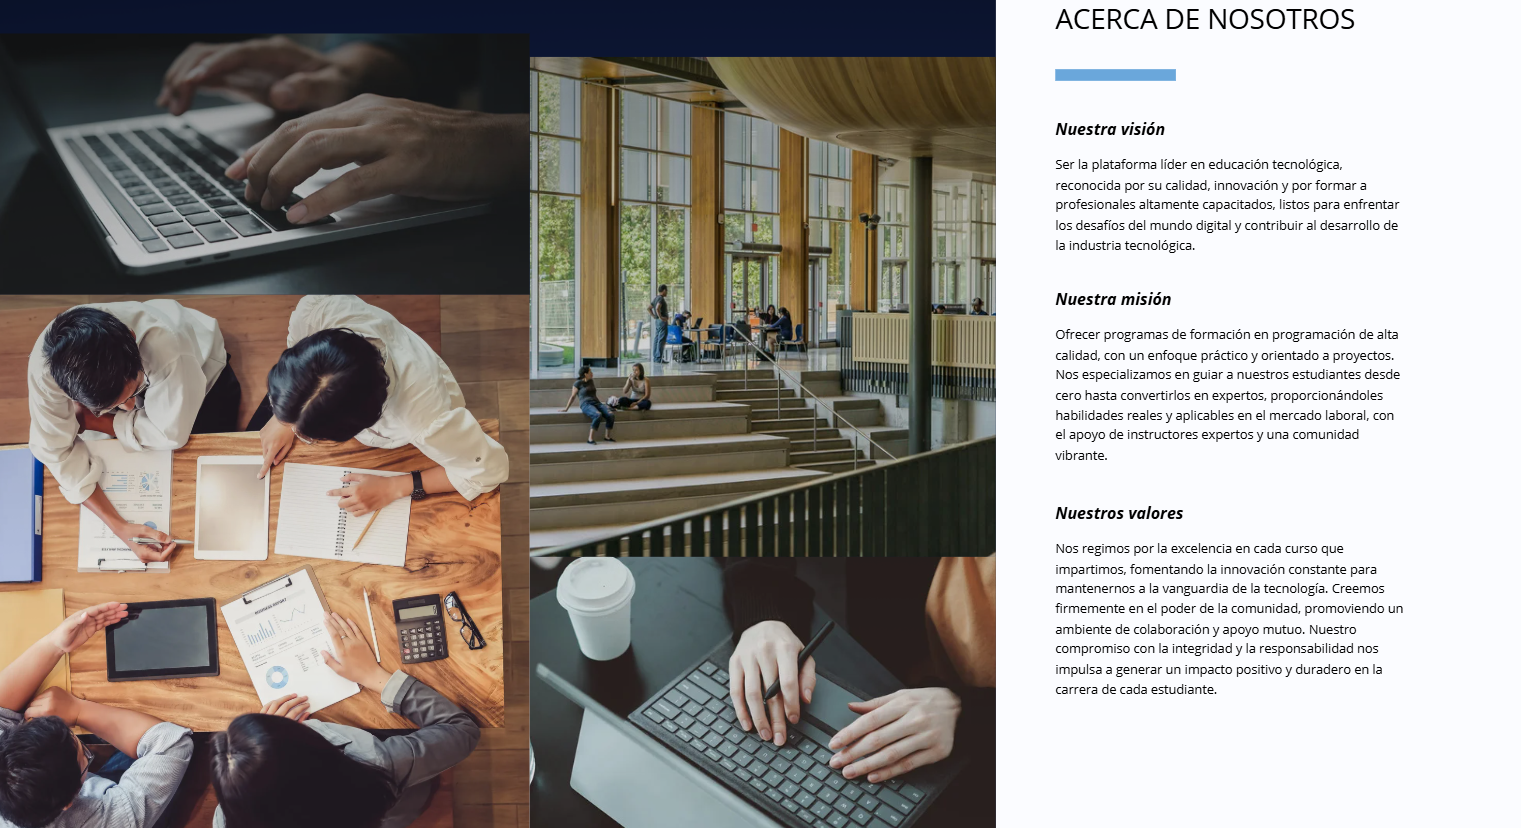 ACERCA DE NOSOTROS
Nuestra visión
Ser la plataforma líder en educación tecnológica,
reconocida por su calidad, innovación y por formar a
profesionales altamente capacitados, listos para enfrentar
los desafíos del mundo digital y contribuir al desarrollo de
la industria tecnológica.
Nuestra misión
Ofrecer programas de formación en programación de alta
calidad, con un enfoque práctico y orientado a proyectos.
Nos especializamos en guiar a nuestros estudiantes desde
cero hasta convertirlos en expertos, proporcionándoles
habilidades reales y aplicables en el mercado laboral, con
el apoyo de instructores expertos y una comunidad
vibrante.
Nuestros valores
Nos regimos por la excelencia en cada curso que
impartimos, fomentando la innovación constante para
mantenernos a la vanguardia de la tecnología. Creemos
firmemente en el poder de la comunidad, promoviendo un
ambiente de colaboración y apoyo mutuo. Nuestro
compromiso con la integridad y la responsabilidad nos
impulsa a generar un impacto positivo y duradero en la
carrera de cada estudiante.